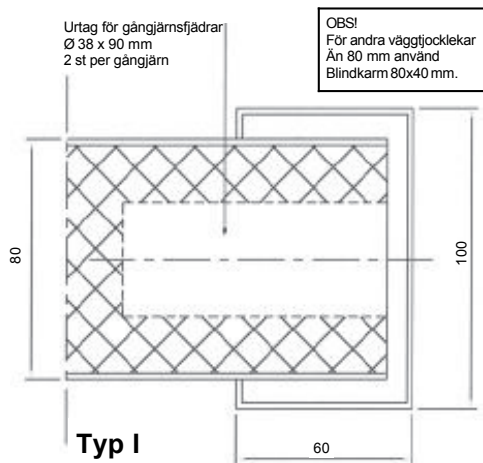 Urtag för gångjärnsfjädrar
Ø 38 x 90 mm
2 st per gångjärn
OBS!
För andra väggtjocklekar
Än 80 mm använd
Blindkarm 80x40 mm.
80
100
Typ I
60